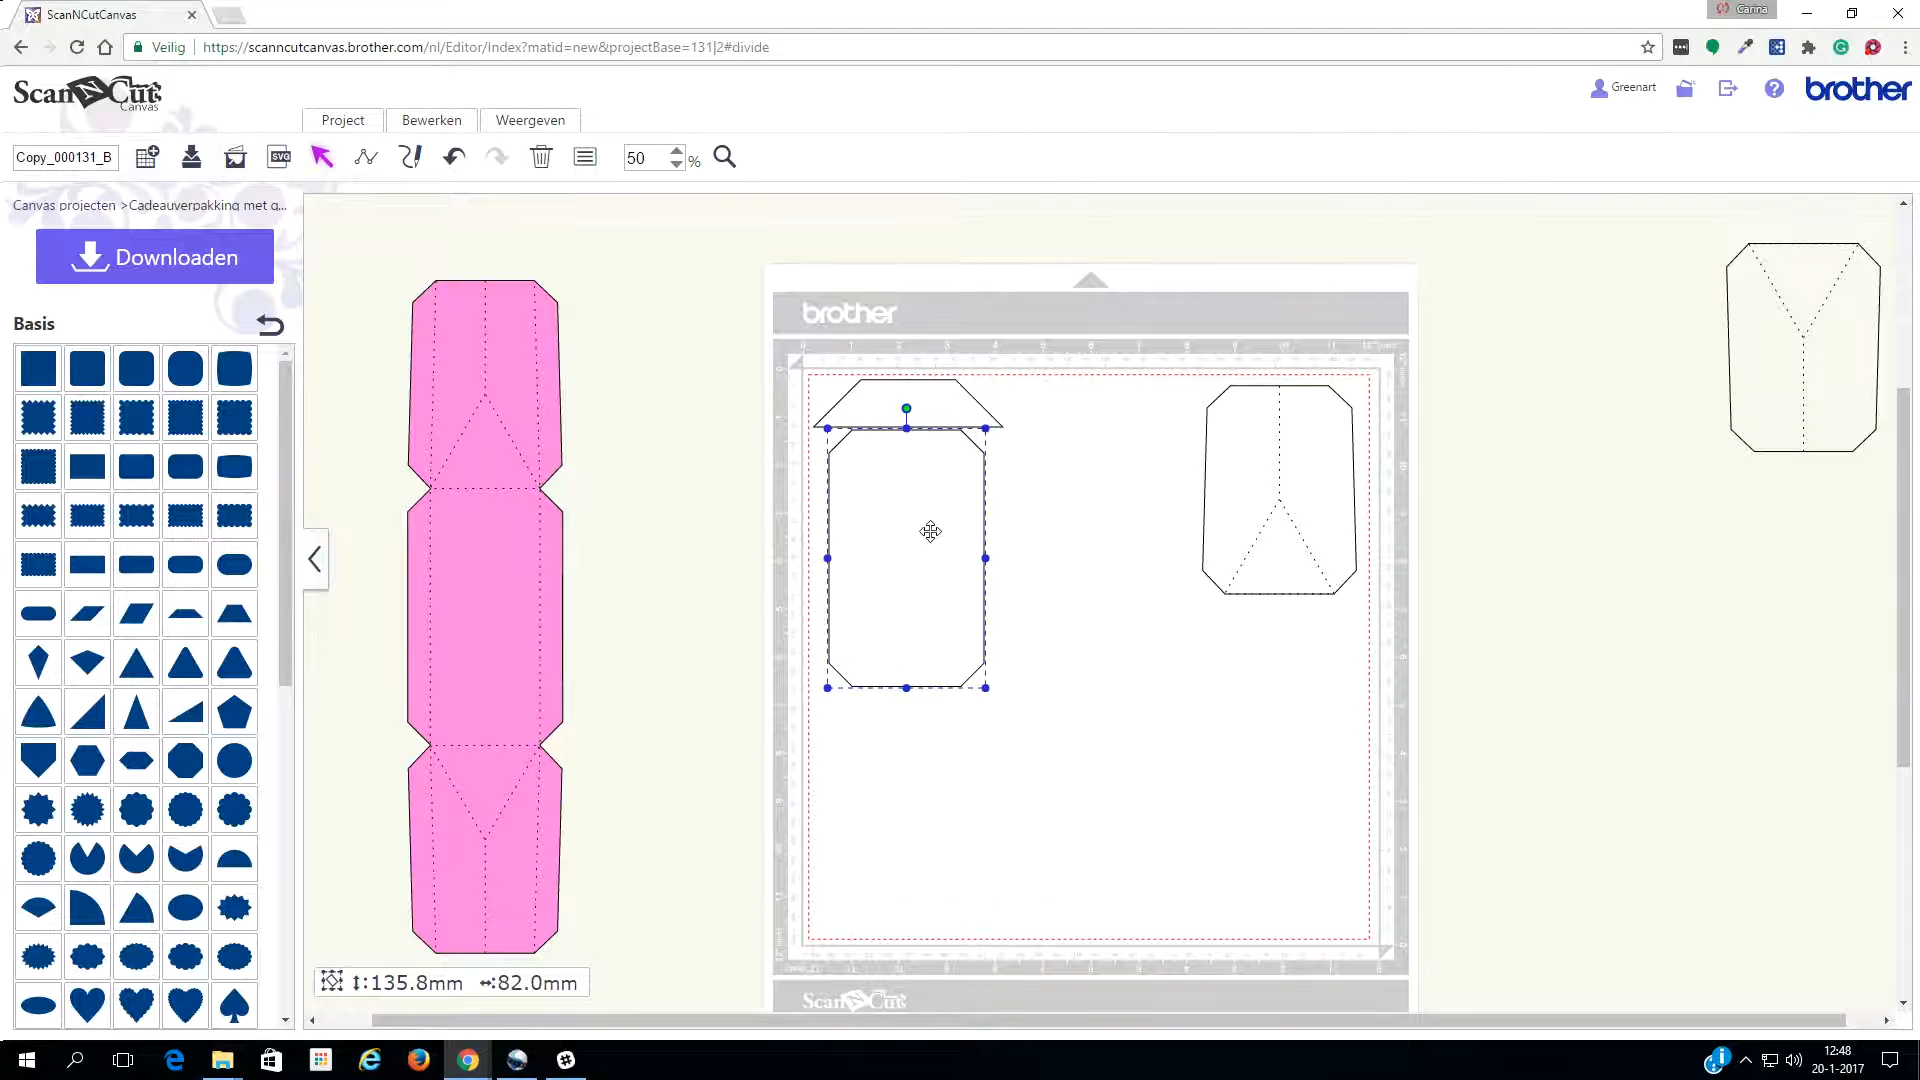 ScanNCutCanvas
Carina
Veilig
https://scanncutcanvas.brother.com/nl/Editor/Index?matid=new&projectBase=131|2#divide
ScanNCut
Canvas
Greenart
brother
Project
Bewerken
Weergeven
Copy_000131_B
SVG
50
%
Canvas projecten >Cadeauverpakking met g...
Downloaden
Basis
brother
ScanNCut
↕:135.8mm ↔:82.0mm
12:48
20-1-2017